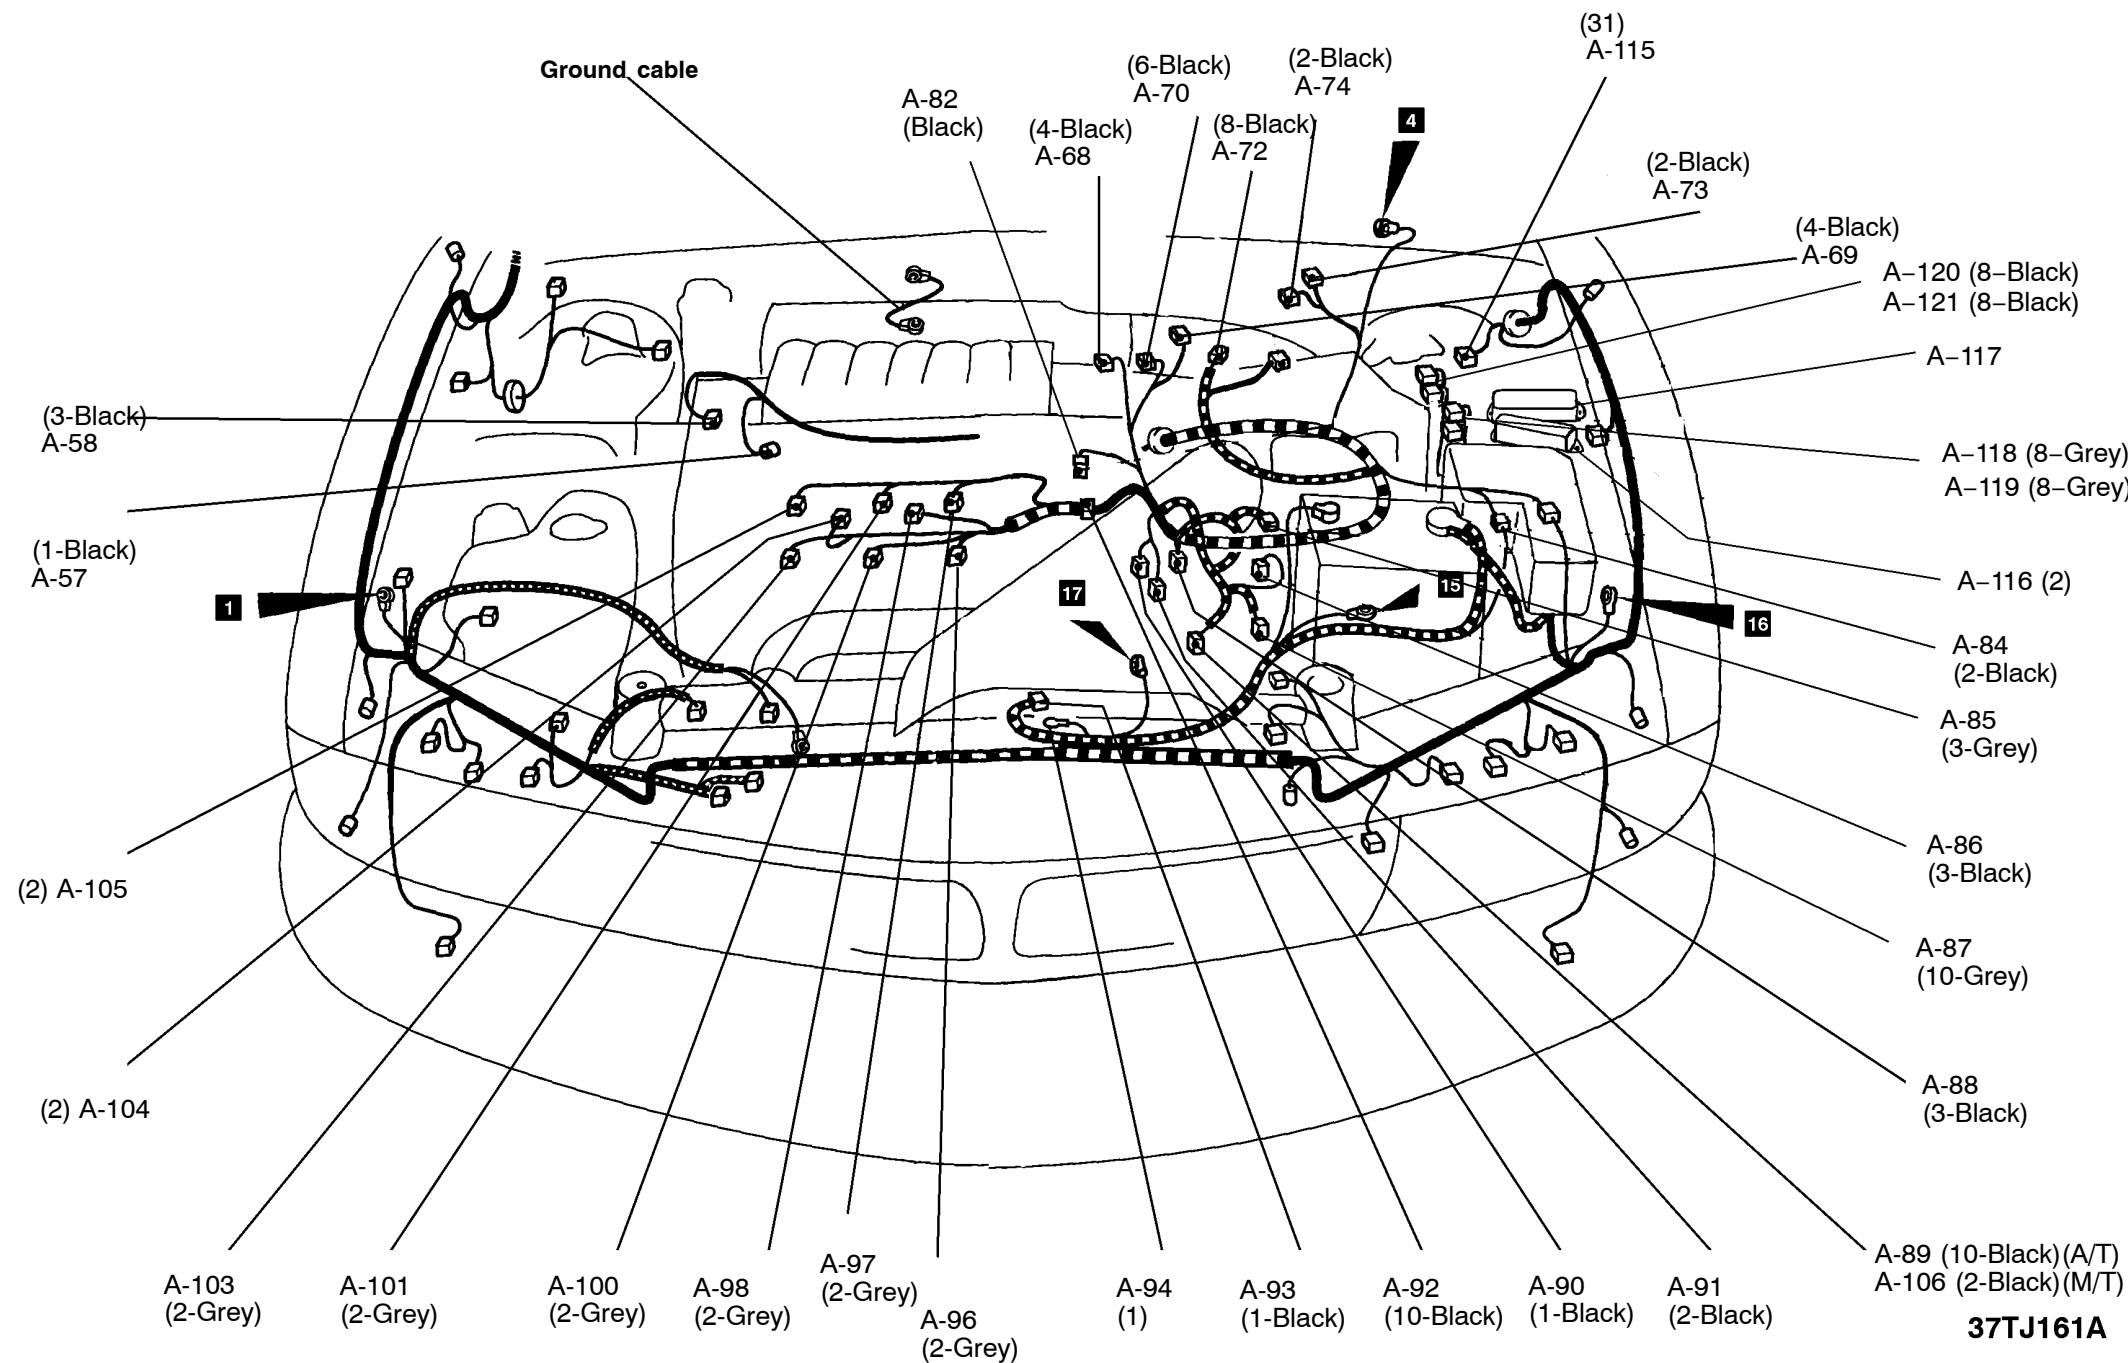 (31)
A-115
Ground cable
(6-Black)
A-70
(2-Black)
A-74
A-82
(Black)
(4-Black)
A-68
(8-Black)
A-72
4
(2-Black)
A-73
(4-Black)
A-69
A–120 (8–Black)
A–121 (8–Black)
A–117
(3-Black)
A-58
A–118 (8–Grey)
A–119 (8–Grey)
(1-Black)
A-57
1
17
15
16
A–116 (2)
A-84
(2-Black)
A-85
(3-Grey)
A-86
(3-Black)
(2) A-105
A-87
(10-Grey)
A-88
(3-Black)
(2) A-104
A-103
(2-Grey)
A-101
(2-Grey)
A-100
(2-Grey)
A-98
(2-Grey)
A-97
(2-Grey)
A-96
(2-Grey)
A-94
(1)
A-93
(1-Black)
A-92
(10-Black)
A-90
(1-Black)
A-91
(2-Black)
A-89 (10-Black)(A/T)
A-106 (2-Black)(M/T)
37TJ161A